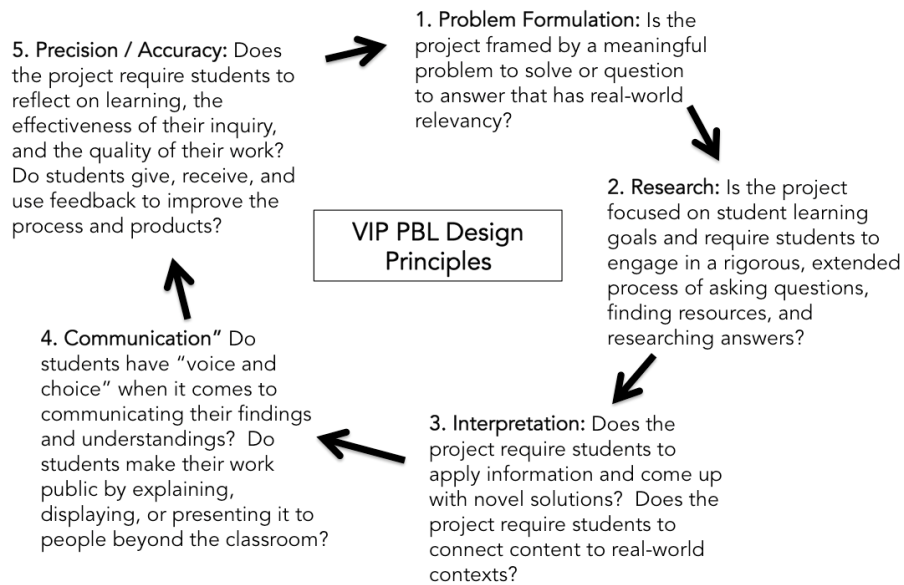 1. Problem Formulation: Is the
project framed by a meaningful
problem to solve or question
to answer that has real-world
relevancy?
2. Research: Is the project
focused on student learning
goals and require students to
engage in a rigorous, extended
process of asking questions,
finding resources, and
researching answers?
3. Interpretation: Does the
project require students to
apply information and come up
with novel solutions? Does the
project require students to
connect content to real-world
contexts?
4. Communication” Do
students have “voice and
choice” when it comes to
communicating their findings
and understandings? Do
students make their work
public by explaining,
displaying, or presenting it to
people beyond the classroom?
5. Precision / Accuracy: Does
the project require students to
reflect on learning, the
effectiveness of their inquiry,
and the quality of their work?
Do students give, receive, and
use feedback to improve the
process and products?
VIP PBL Design
Principles